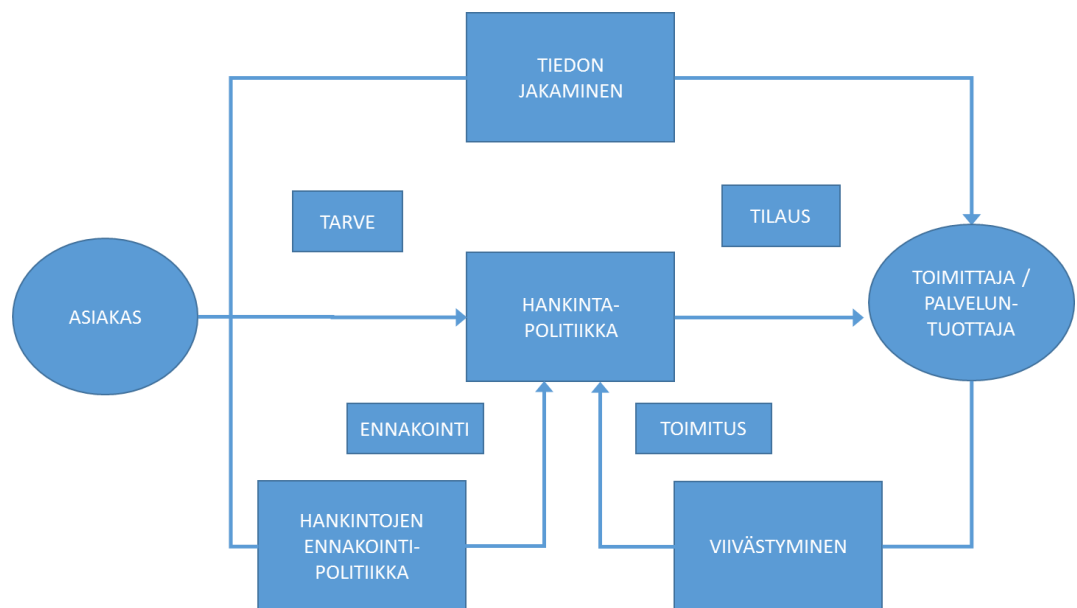 TIEDON
JAKAMINEN
TARVE
TILAUS
ASIAKAS
HANKINTA-
POLITIIKKA
TOIMITTAJA /
PALVELUN-
TUOTTAJA
ENNAKOINTI
TOIMITUS
HANKINTOJEN
ENNAKOINTI-
POLITIIKKA
VIIVÄSTYMINEN